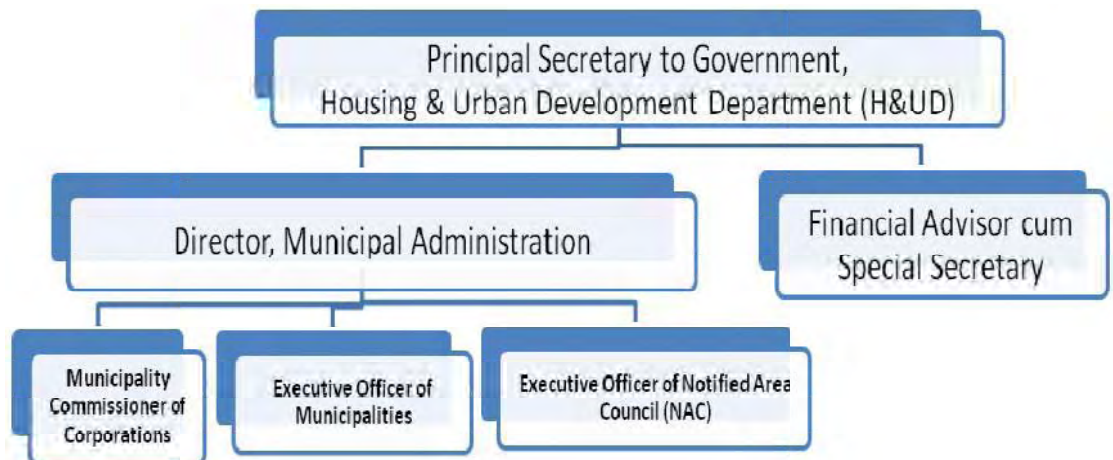 Principal Secretary to Government,
Housing & Urban Development Department (H&UD)
Director, Municipal Administration
Financial Advisor cum
Special Secretary
Municipality
Commissioner of
Corporations
Executive Officer of
Municipalities
Executive Officer of Notified Area
Council (NAC)